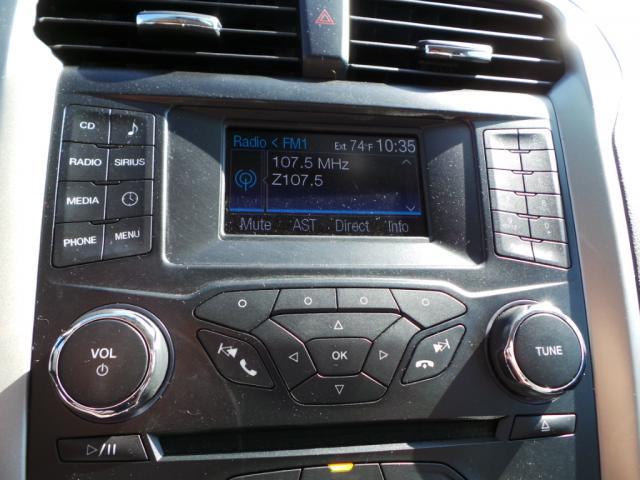 CD
RADIO SIRIUS
MEDIA
PHONE MENU
Radio < FM1 Ext 74°F 10:35
107.5 MHz
Z107.5
Mute AST Direct Info
VOL
OK
TUNE